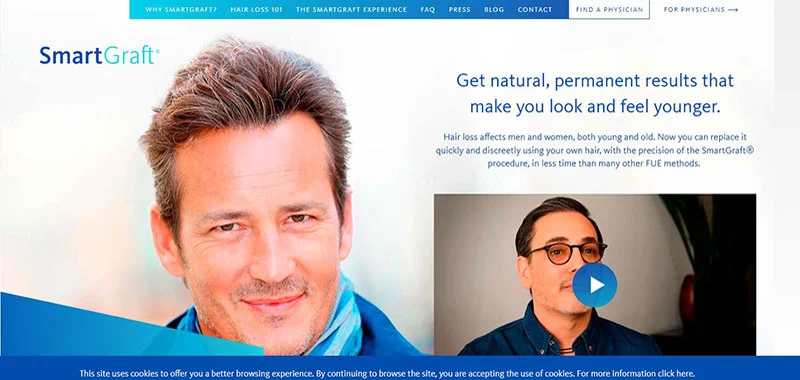 WHY SMARTGRAFT? HAIR LOSS 101 THE SMARTGRAFT EXPERIENCE FAQ PRESS BLOG CONTACT FIND A PHYSICIAN FOR PHYSICIANS →
SmartGraft®
Get natural, permanent results that
make you look and feel younger.
Hair loss affects men and women, both young and old. Now you can replace it
quickly and discreetly using your own hair, with the precision of the SmartGraft®
procedure, in less time than many other FUE methods.
This site uses cookies to offer you a better browsing experience. By continuing to browse the site, you are accepting the use of cookies. For more information click here.